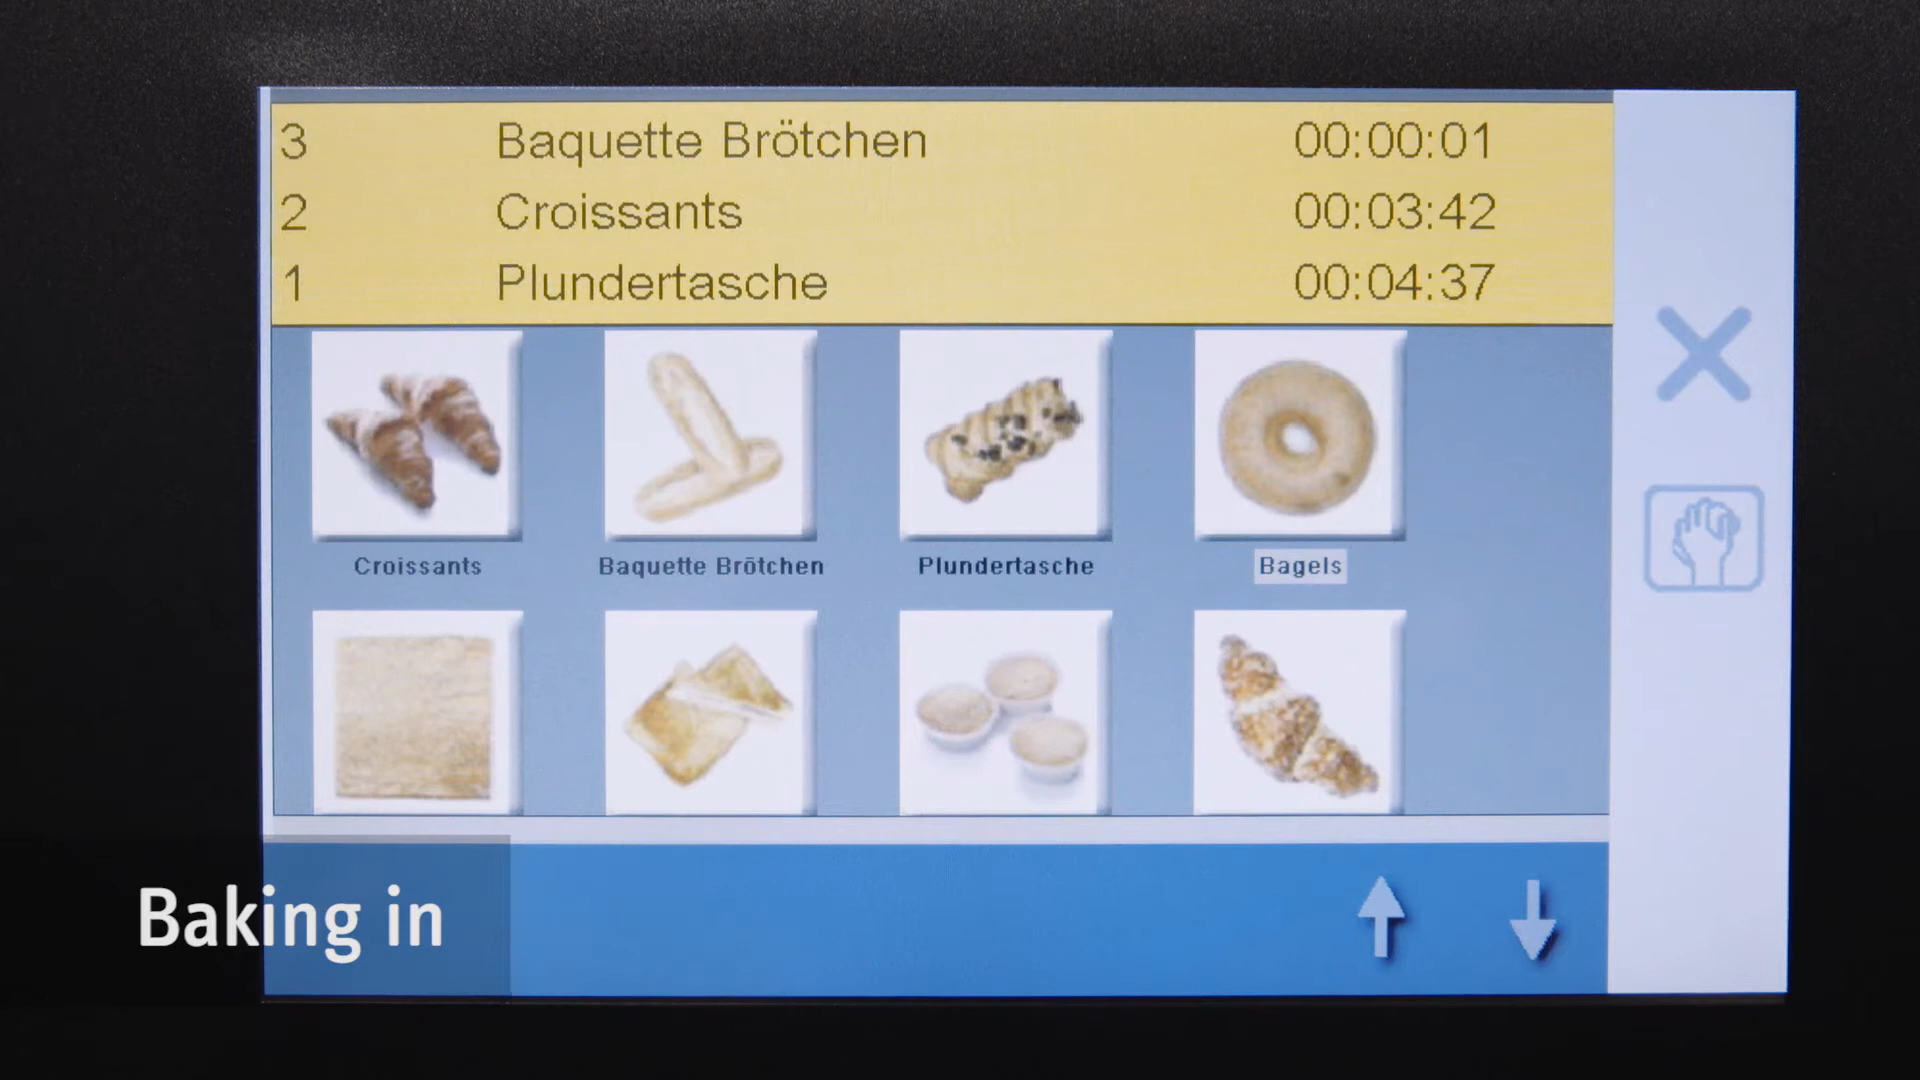 3 Baquette Brötchen 00:00:01
2 Croissants 00:03:42
1 Plundertasche 00:04:37
Croissants Baquette Brötchen Plundertasche Bagels
Baking in